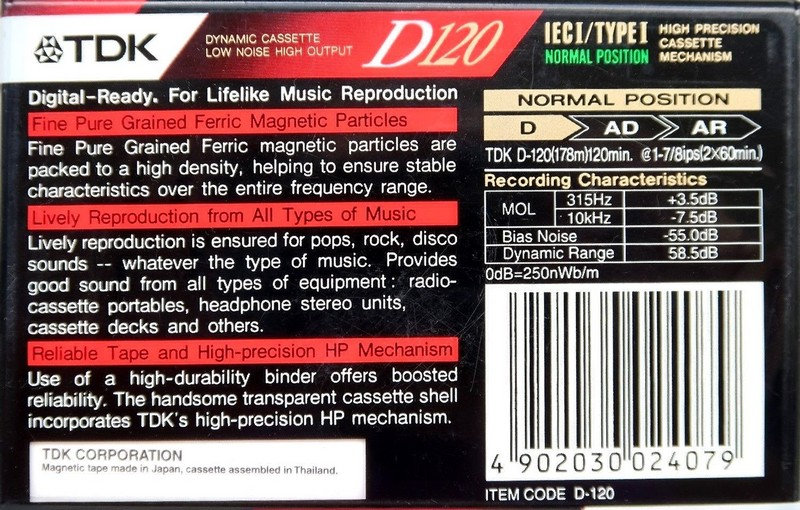 TDK
DYNAMIC CASSETTE
LOW NOISE HIGH OUTPUT
D120
IECI/TYPEI
NORMAL POSITION
HIGH PRECISION
CASSETTE
MECHANISM
Digital-Ready. For Lifelike Music Reproduction
Fine Pure Grained Ferric Magnetic Particles
Fine Pure Grained Ferric magnetic particles are
packed to a high density, helping to ensure stable
characteristics over the entire frequency range.
Lively Reproduction from All Types of Music
Lively reproduction is ensured for pops, rock, disco
sounds -- whatever the type of music. Provides
good sound from all types of equipment: radio-
cassette portables, headphone stereo units,
cassette decks and others.
Reliable Tape and High-precision HP Mechanism
Use of a high-durability binder offers boosted
reliability. The handsome transparent cassette shell
incorporates TDK's high-precision HP mechanism.
TDK CORPORATION
Magnetic tape made in Japan, cassette assembled in Thailand.
NORMAL POSITION
D AD AR
TDK D-120(178m)120min. @1-7/8ips(2×60min.)
Recording Characteristics
MOL 315Hz +3.5dB
10kHz -7.5dB
Bias Noise -55.0dB
Dynamic Range 58.5dB
0dB=250nWb/m
4 902030 024079
ITEM CODE D-120